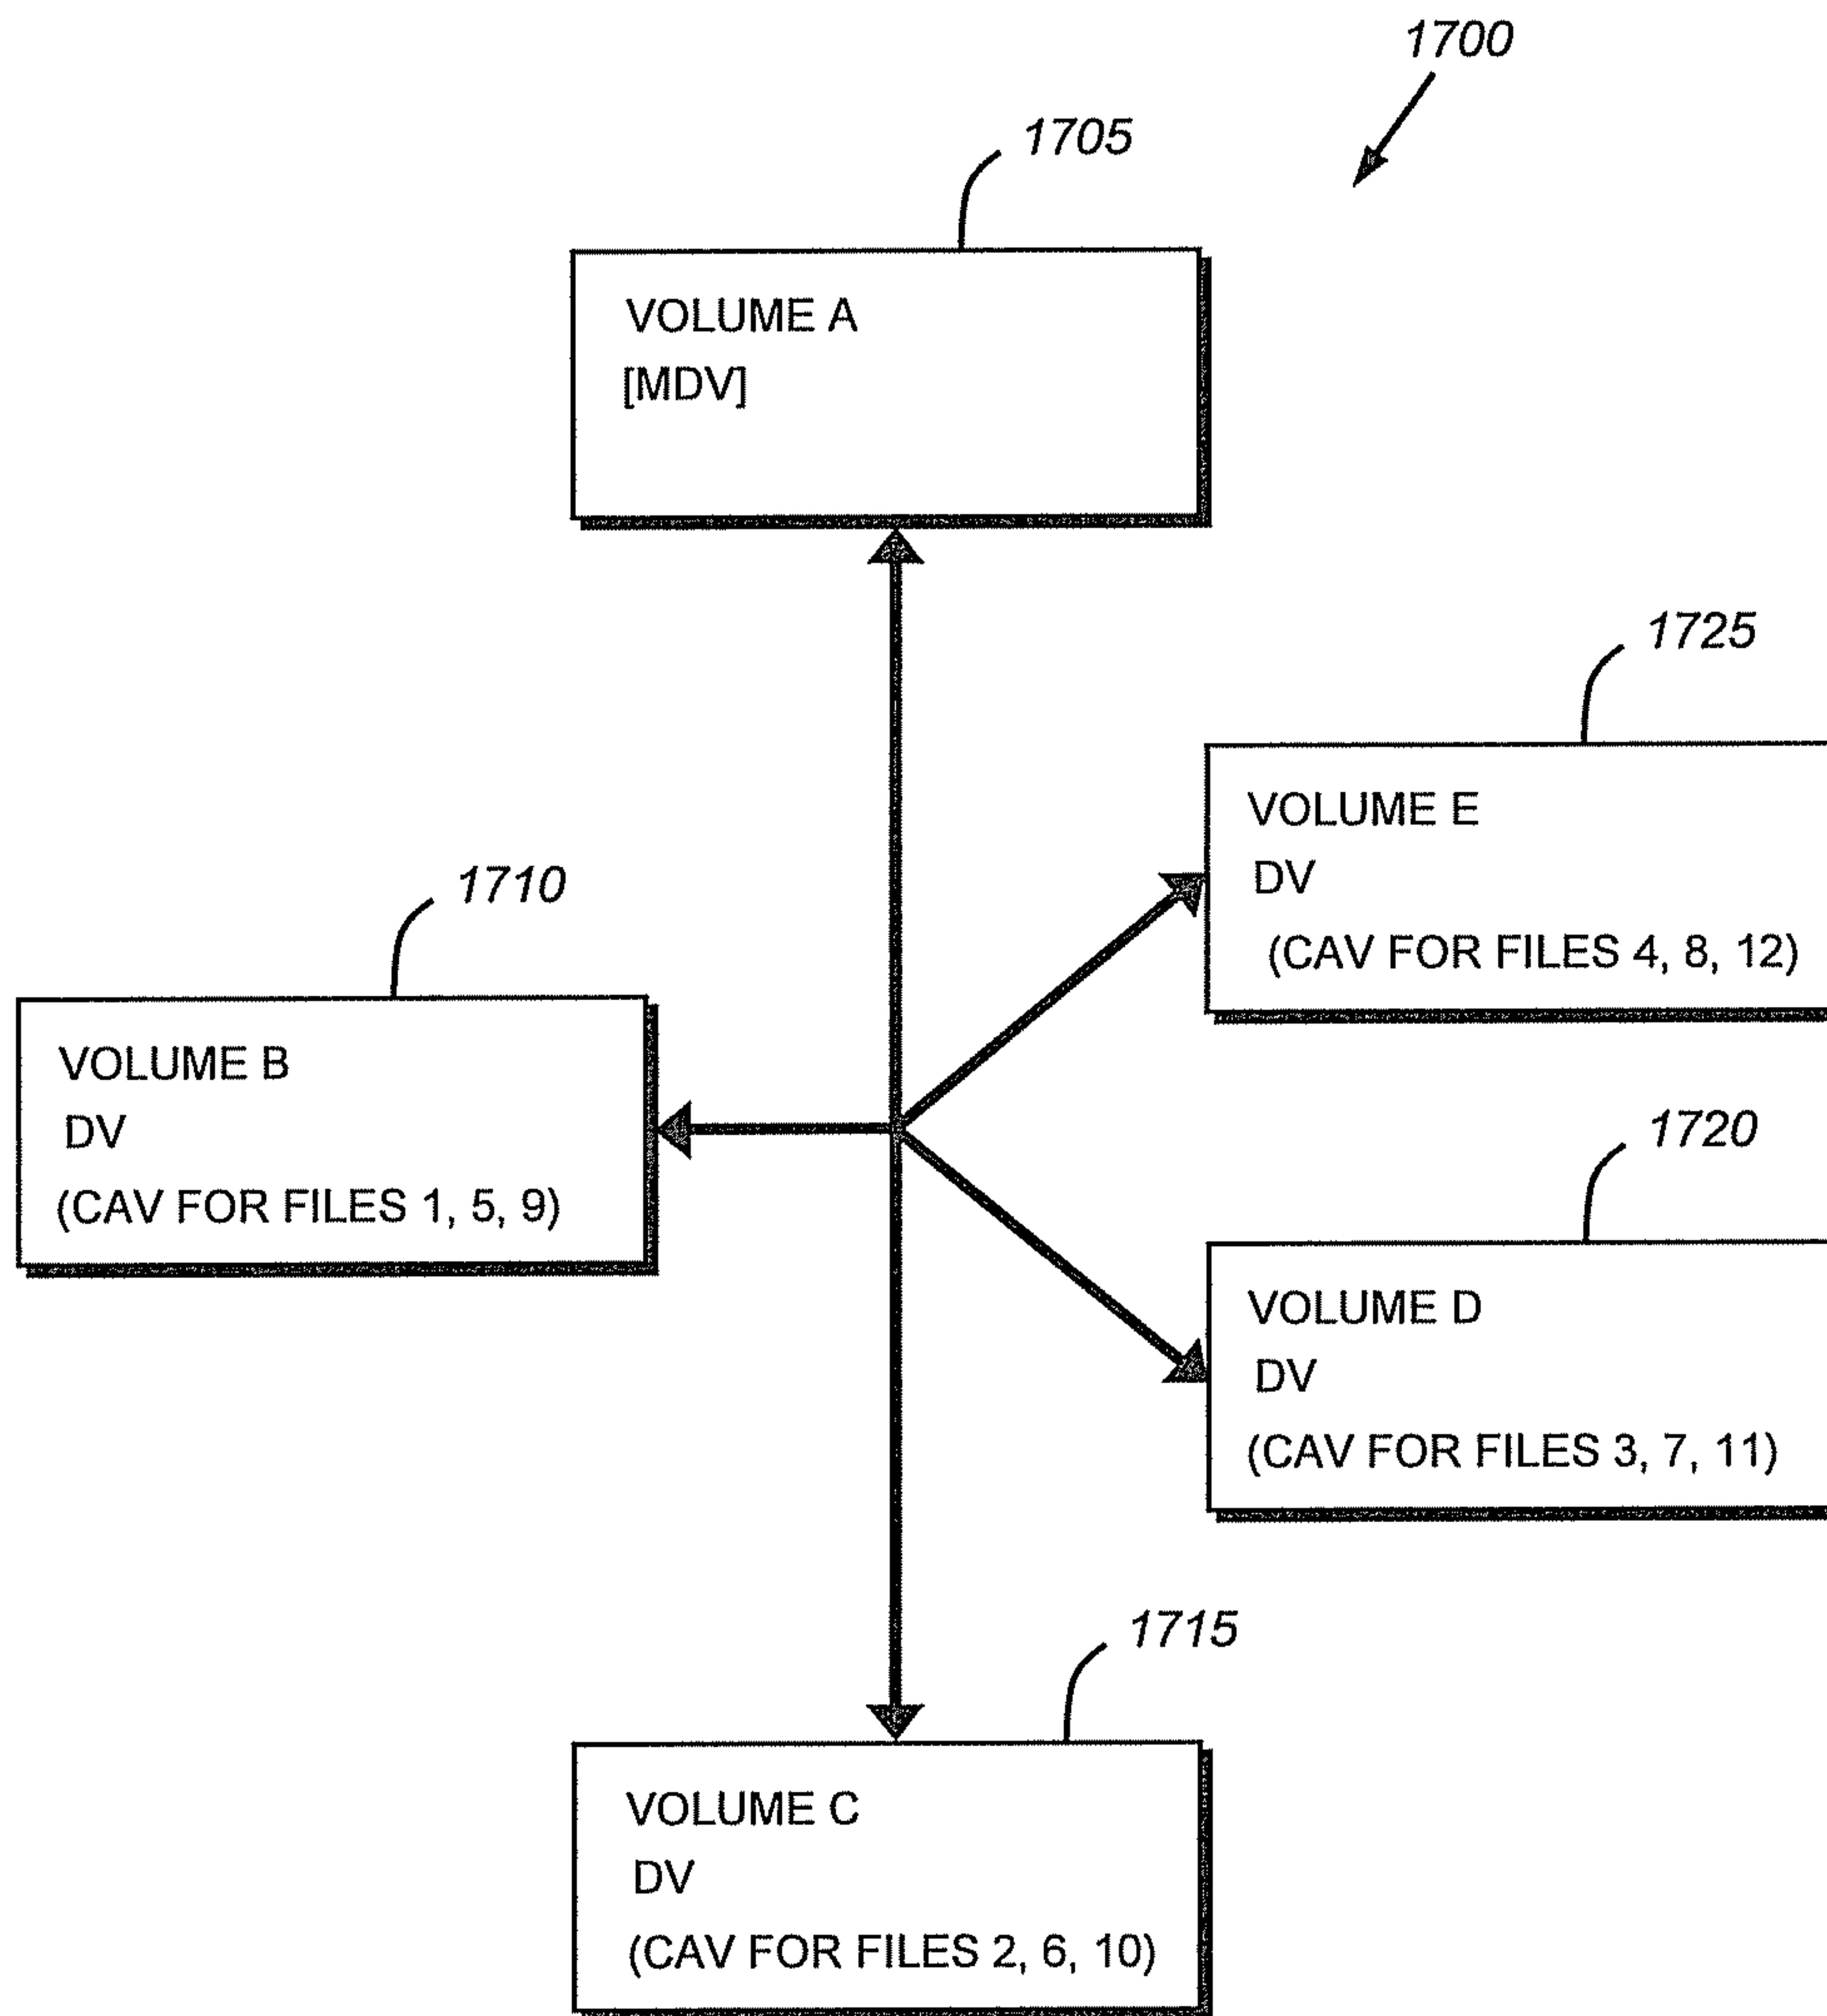 1700
1705
VOLUME A
[MDV]
1725
VOLUME E
DV
(CAV FOR FILES 4, 8, 12)
1710
VOLUME B
DV
(CAV FOR FILES 1, 5, 9)
1720
VOLUME D
DV
(CAV FOR FILES 3, 7, 11)
1715
VOLUME C
DV
(CAV FOR FILES 2, 6, 10)